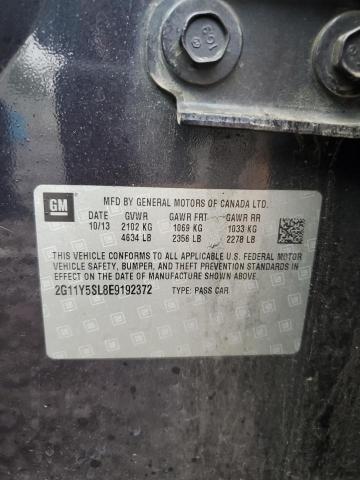 GM
MFD BY GENERAL MOTORS OF CANADA LTD.
DATE GVWR GAWR FRT GAWR RR
10/13 2102 KG 1069 KG 1033 KG
4634 LB 2356 LB 2278 LB
THIS VEHICLE CONFORMS TO ALL APPLICABLE U.S. FEDERAL MOTOR
VEHICLE SAFETY, BUMPER, AND THEFT PREVENTION STANDARDS IN
EFFECT ON THE DATE OF MANUFACTURE SHOWN ABOVE.
2G11Y5SL8E9192372 TYPE: PASS CAR